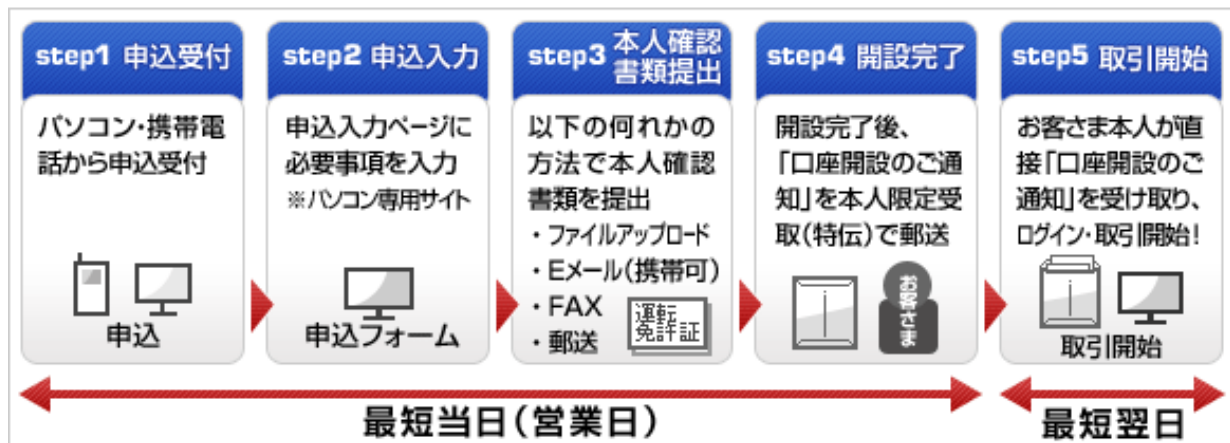 step1 申込受付
パソコン・携帯電
話から申込受付
申込
step2 申込入力
申込入力ページに
必要事項を入力
※パソコン専用サイト
申込フォーム
step3 本人確認
書類提出
以下の何れかの
方法で本人確認
書類を提出
・ファイルアップロード
・Eメール(携帯可)
・FAX
・郵送
運転
免許証
step4 開設完了
開設完了後、
「口座開設のご通
知」を本人限定受
取(特伝)で郵送
お客さま
step5 取引開始
お客さま本人が直
接「口座開設のご
通知」を受け取り、
ログイン・取引開始!
取引開始
最短当日(営業日)
最短翌日